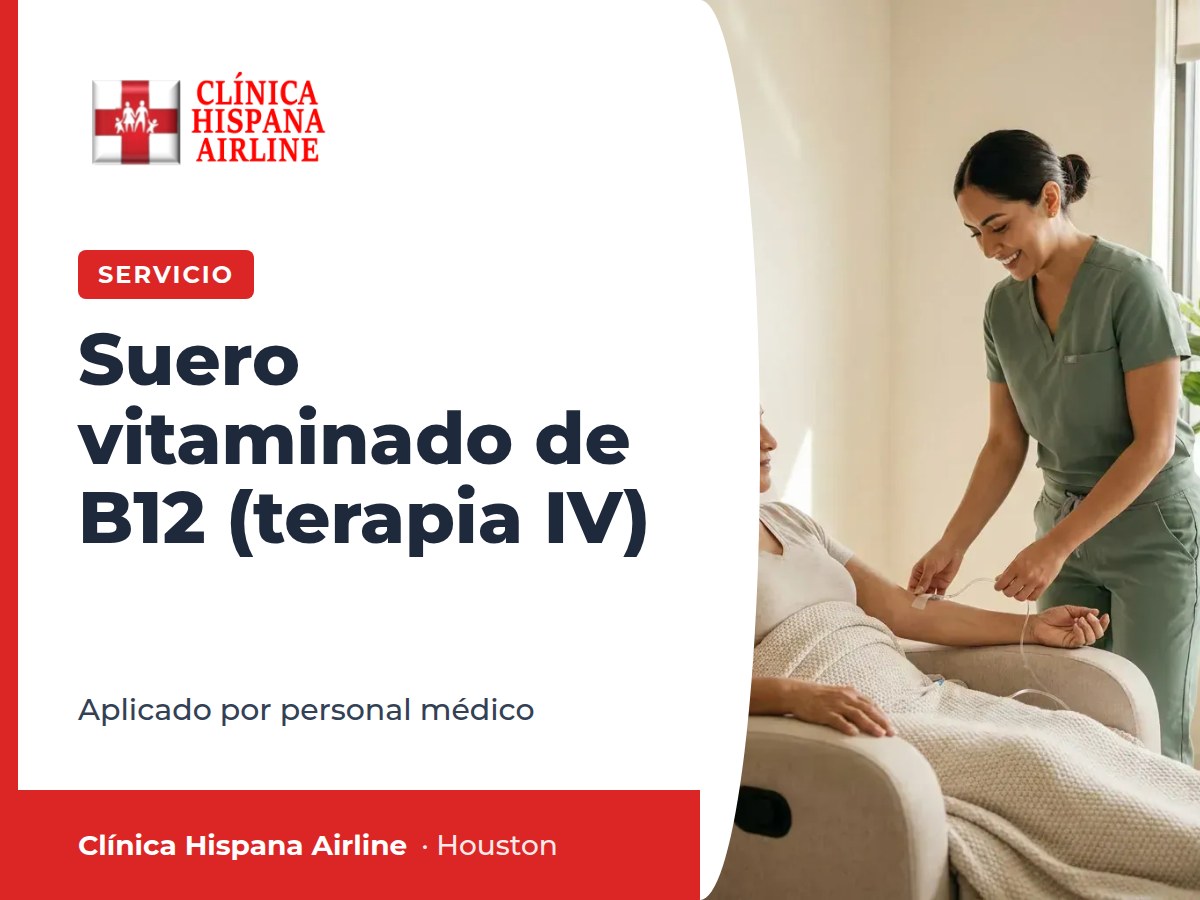 CLÍNICA
HISPANA
AIRLINE
SERVICIO
Suero
vitaminado de
B12 (terapia IV)
Aplicado por personal médico
Clínica Hispana Airline · Houston